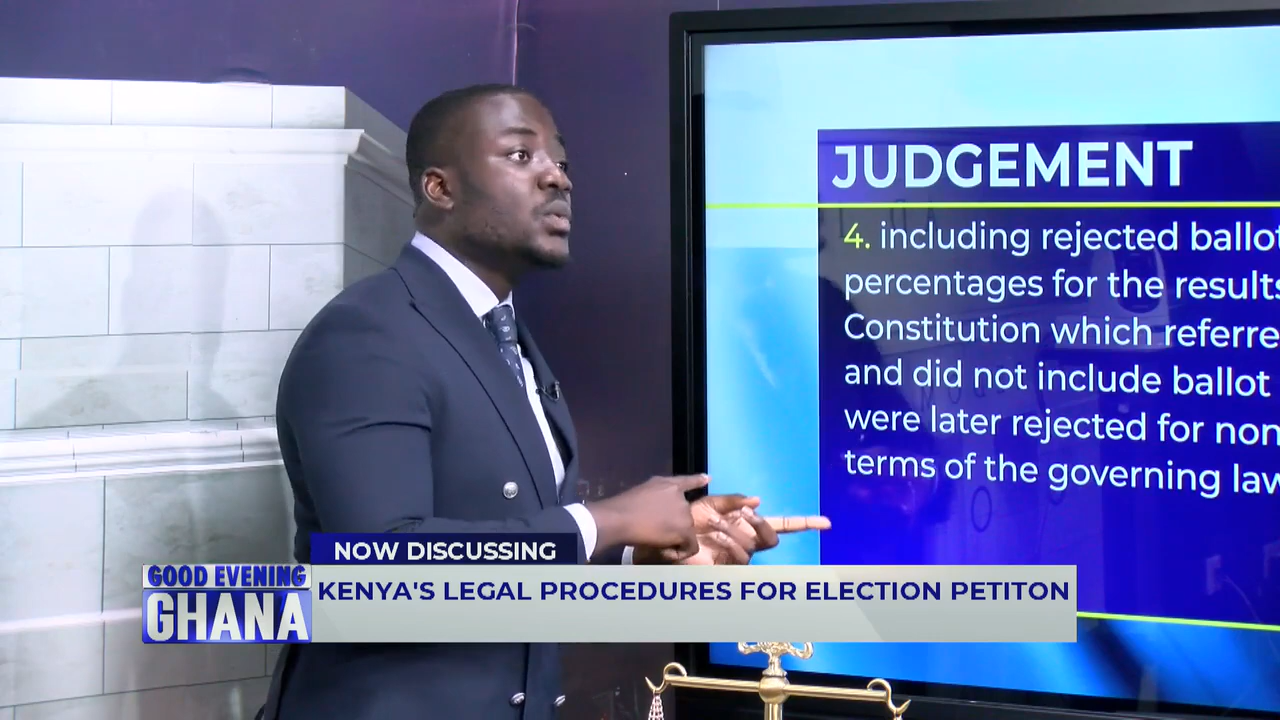 JUDGEMENT
4. including rejected ballot
percentages for the results
Constitution which referre
and did not include ballot
were later rejected for non
terms of the governing law
NOW DISCUSSING
GOOD EVENING
GHANA
KENYA'S LEGAL PROCEDURES FOR ELECTION PETITON